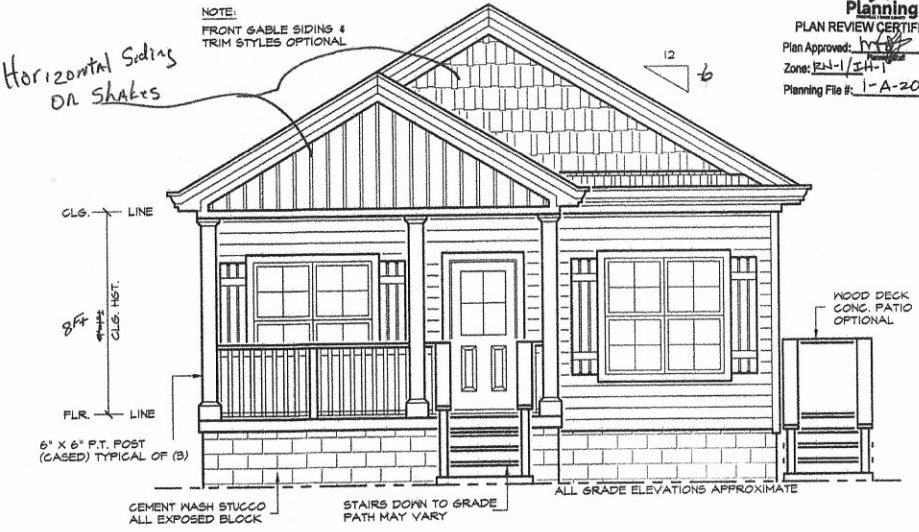 NOTE:
FRONT GABLE SIDING &
TRIM STYLES OPTIONAL
Horizontal Siding
OR Shakes
Planning
PLAN REVIEW CERTIFI
Plan Approved:
Zone: RN-1/IH-1
Planning File #: 1-A-20
12
6
CLG. LINE
8Ft
CLG. HGT.
FLR. LINE
6" X 6" P.T. POST
(CASED) TYPICAL OF (3)
WOOD DECK
CONC. PATIO
OPTIONAL
CEMENT WASH STUCCO
ALL EXPOSED BLOCK
STAIRS DOWN TO GRADE
PATH MAY VARY
ALL GRADE ELEVATIONS APPROXIMATE